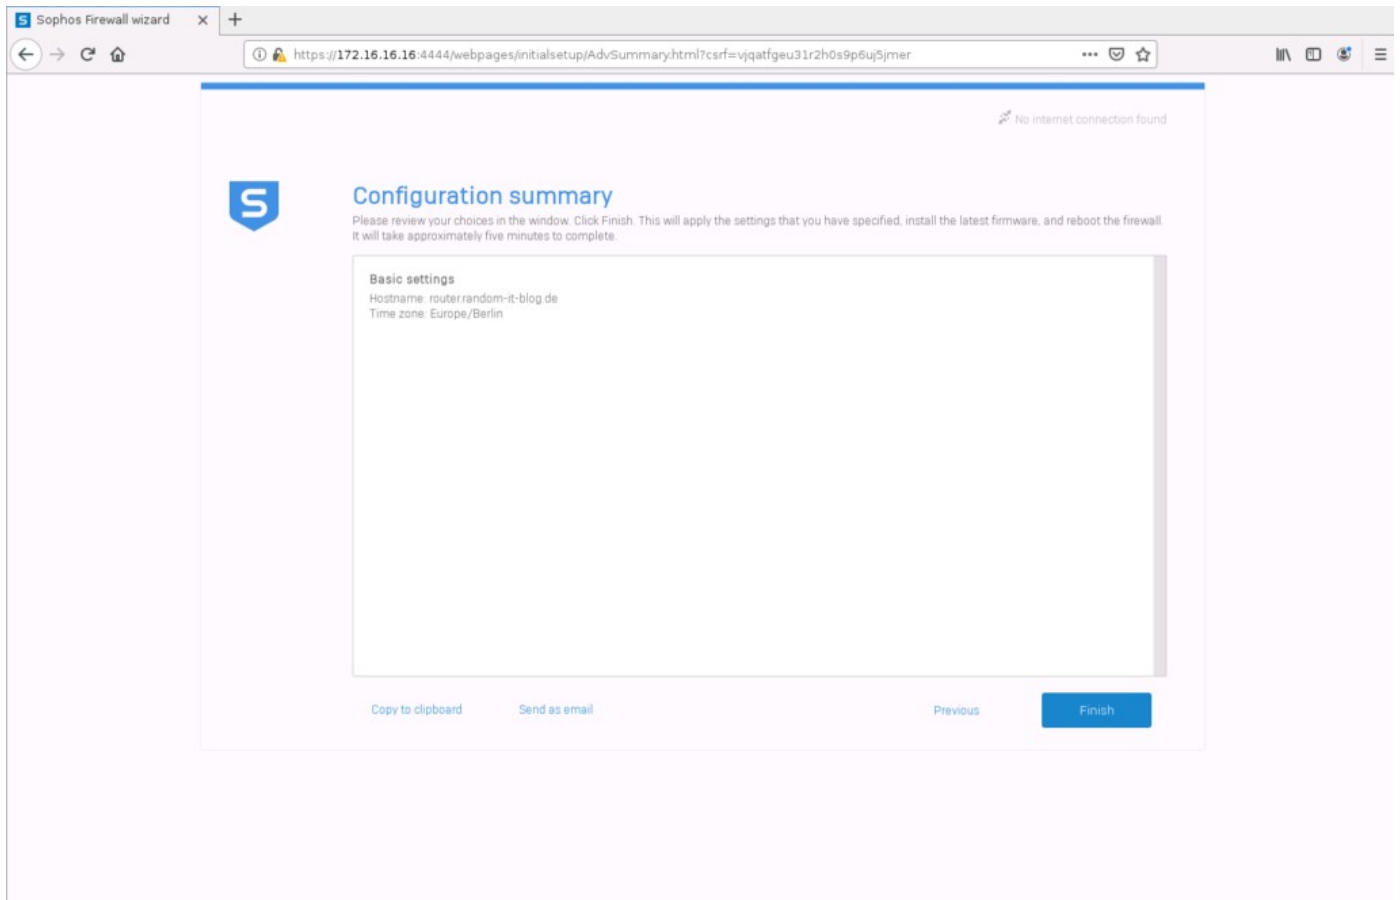 Sophos Firewall wizard
https://172.16.16.16:4444/webpages/initialsetup/AdvSummary.html?csrf=vjqatfgeu31r2h0s9p6uj5jmer
No internet connection found
Configuration summary
Please review your choices in the window. Click Finish. This will apply the settings that you have specified, install the latest firmware, and reboot the firewall.
It will take approximately five minutes to complete.
Basic settings
Hostname: router.random-it-blog.de
Time zone: Europe/Berlin
Copy to clipboard
Send as email
Previous
Finish